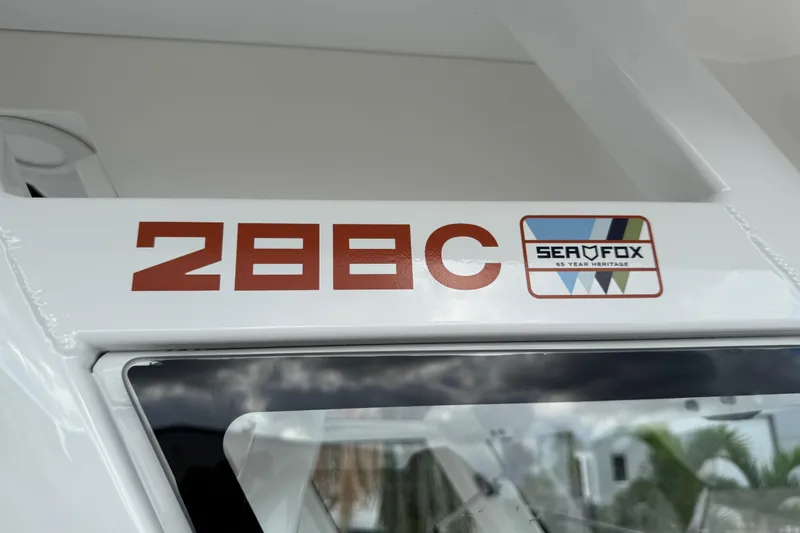 288C
SEA FOX
65 YEAR HERITAGE